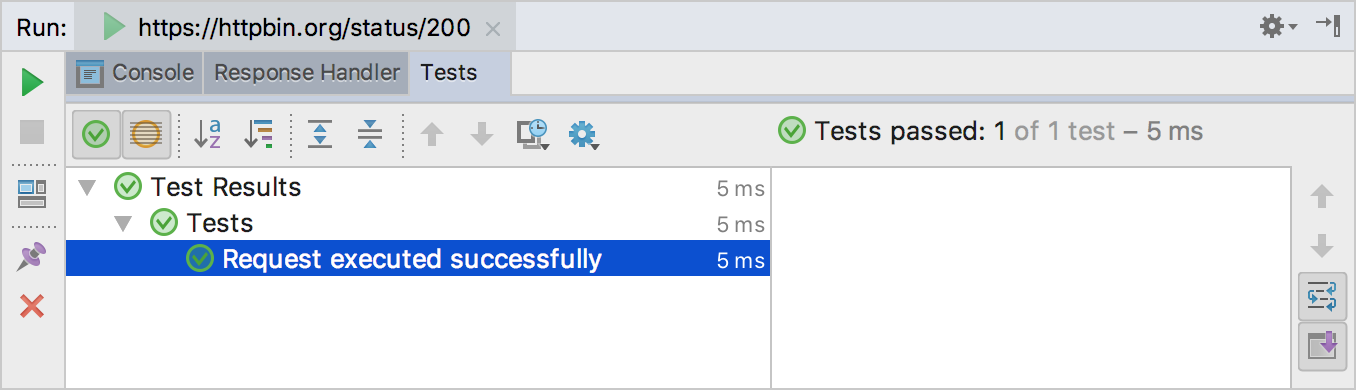 Run: https://httpbin.org/status/200
Console Response Handler Tests
Tests passed: 1 of 1 test – 5 ms
Test Results 5 ms
Tests 5 ms
Request executed successfully 5 ms